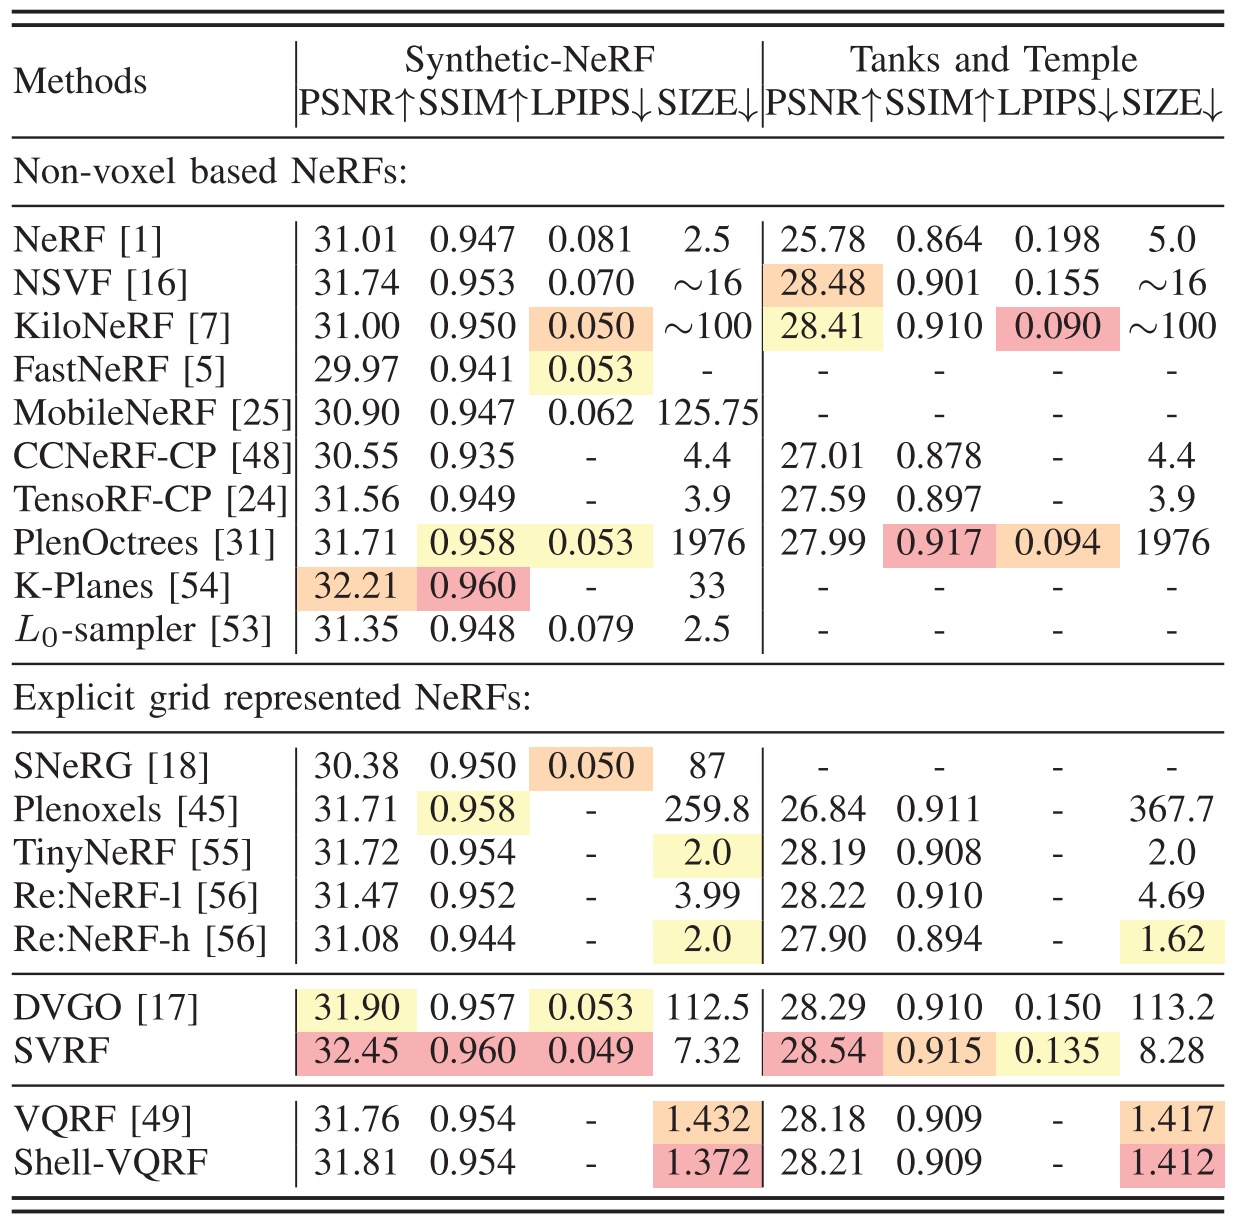 Methods Synthetic-NeRF Tanks and Temple
PSNR↑ SSIM↑ LPIPS↓ SIZE↓ PSNR↑ SSIM↑ LPIPS↓ SIZE↓
Non-voxel based NeRFs:
NeRF [1] 31.01 0.947 0.081 2.5 25.78 0.864 0.198 5.0
NSVF [16] 31.74 0.953 0.070 ~16 28.48 0.901 0.155 ~16
KiloNeRF [7] 31.00 0.950 0.050 ~100 28.41 0.910 0.090 ~100
FastNeRF [5] 29.97 0.941 0.053 - - - - -
MobileNeRF [25] 30.90 0.947 0.062 125.75 - - - -
CCNeRF-CP [48] 30.55 0.935 - 4.4 27.01 0.878 - 4.4
TensoRF-CP [24] 31.56 0.949 - 3.9 27.59 0.897 - 3.9
PlenOctrees [31] 31.71 0.958 0.053 1976 27.99 0.917 0.094 1976
K-Planes [54] 32.21 0.960 - 33 - - - -
L0-sampler [53] 31.35 0.948 0.079 2.5 - - - -
Explicit grid represented NeRFs:
SNeRG [18] 30.38 0.950 0.050 87 - - - -
Plenoxels [45] 31.71 0.958 - 259.8 26.84 0.911 - 367.7
TinyNeRF [55] 31.72 0.954 - 2.0 28.19 0.908 - 2.0
Re:NeRF-l [56] 31.47 0.952 - 3.99 28.22 0.910 - 4.69
Re:NeRF-h [56] 31.08 0.944 - 2.0 27.90 0.894 - 1.62
DVGO [17] 31.90 0.957 0.053 112.5 28.29 0.910 0.150 113.2
SVRF 32.45 0.960 0.049 7.32 28.54 0.915 0.135 8.28
VQRF [49] 31.76 0.954 - 1.432 28.18 0.909 - 1.417
Shell-VQRF 31.81 0.954 - 1.372 28.21 0.909 - 1.412